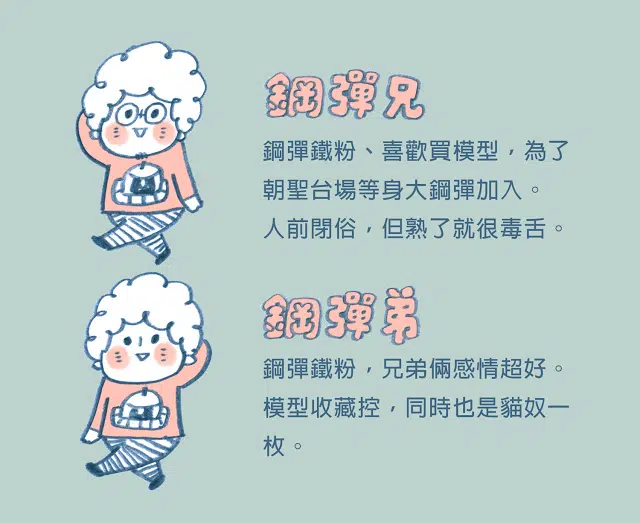 鋼彈兄
鋼彈鐵粉、喜歡買模型，為了
朝聖台場等身大鋼彈加入。
人前閉俗，但熟了就很毒舌。
鋼彈弟
鋼彈鐵粉，兄弟倆感情超好。
模型收藏控，同時也是貓奴一
枚。